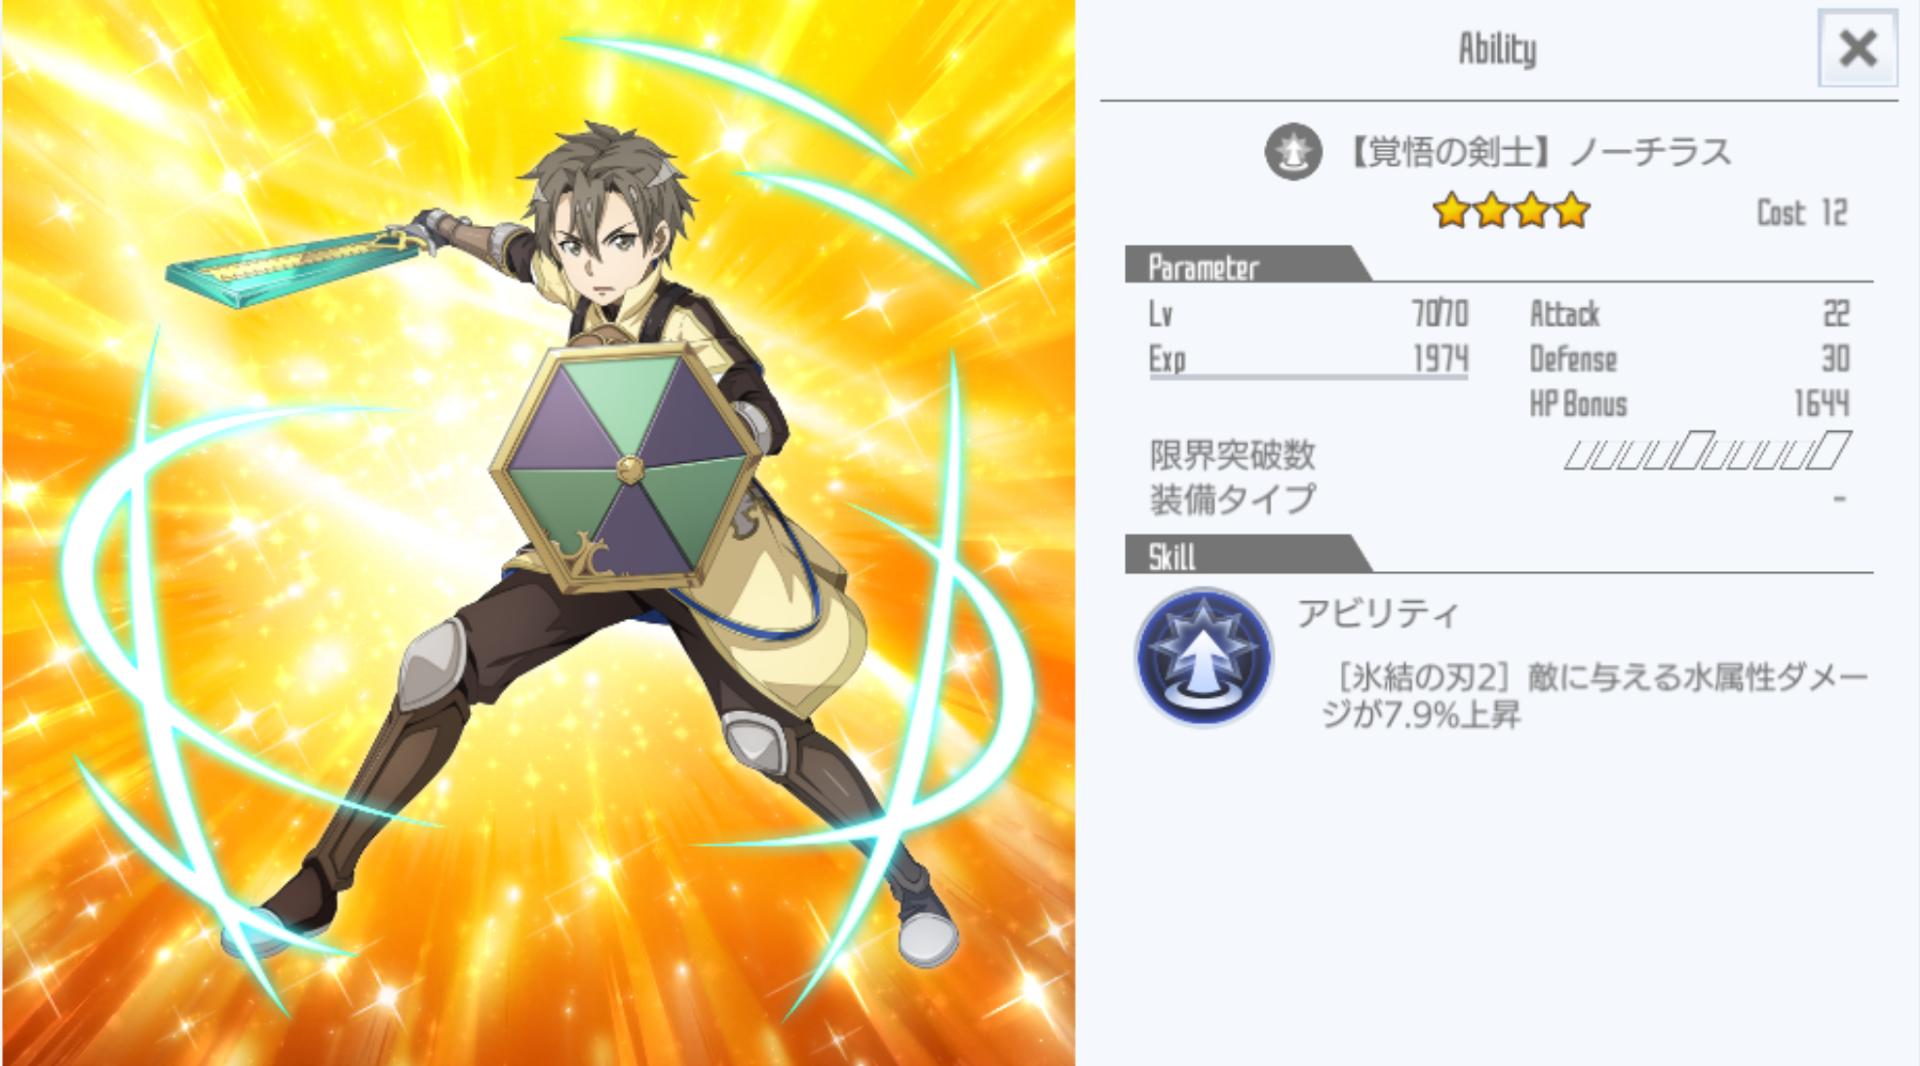 Ability
【覚悟の剣士】ノーチラス
Cost 12
Parameter
Lv 70/70
Attack 22
Exp 1974
Defense 30
HP Bonus 1644
限界突破数
装備タイプ -
Skill
アビリティ
［氷結の刃2］敵に与える水属性ダメー
ジが7.9%上昇